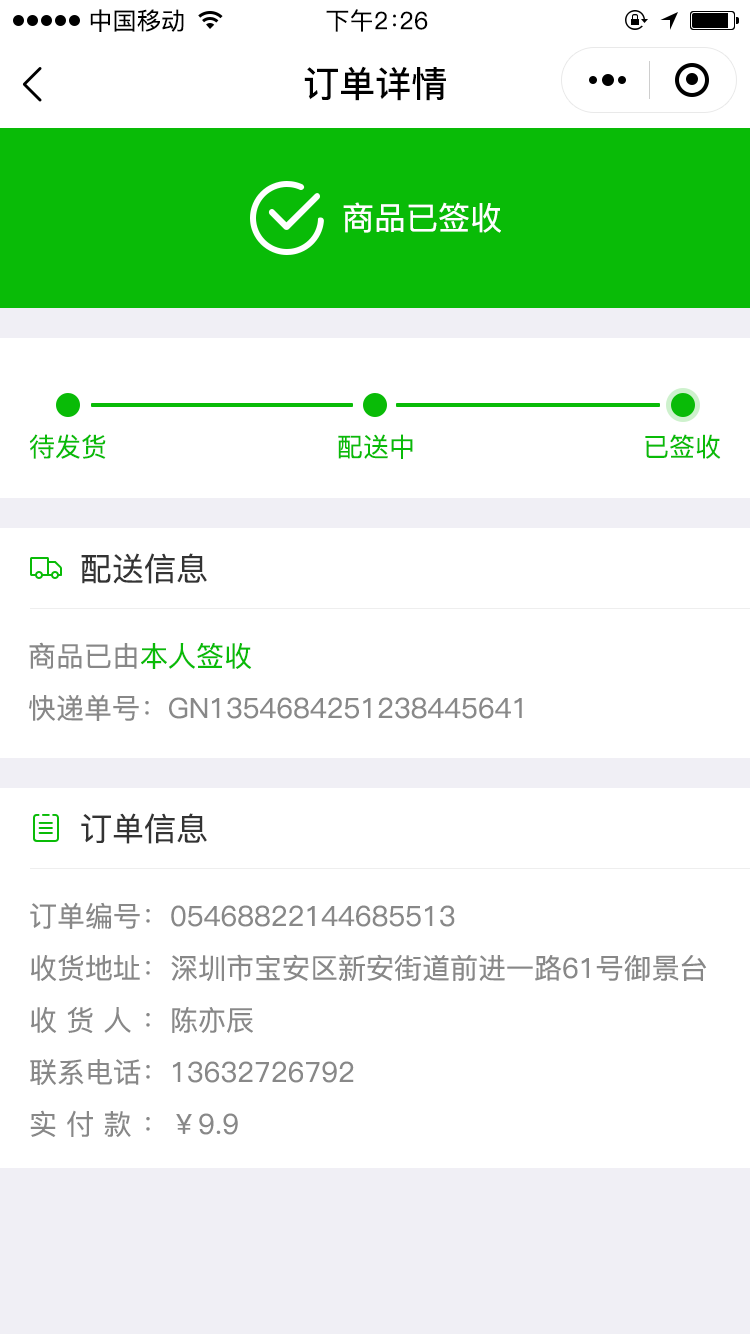 中国移动
下午2:26
订单详情
商品已签收
待发货
配送中
已签收
配送信息
商品已由本人签收
快递单号：GN1354684251238445641
订单信息
订单编号：05468822144685513
收货地址：深圳市宝安区新安街道前进一路61号御景台
收 货 人 ：陈亦辰
联系电话：13632726792
实 付 款 ：￥9.9